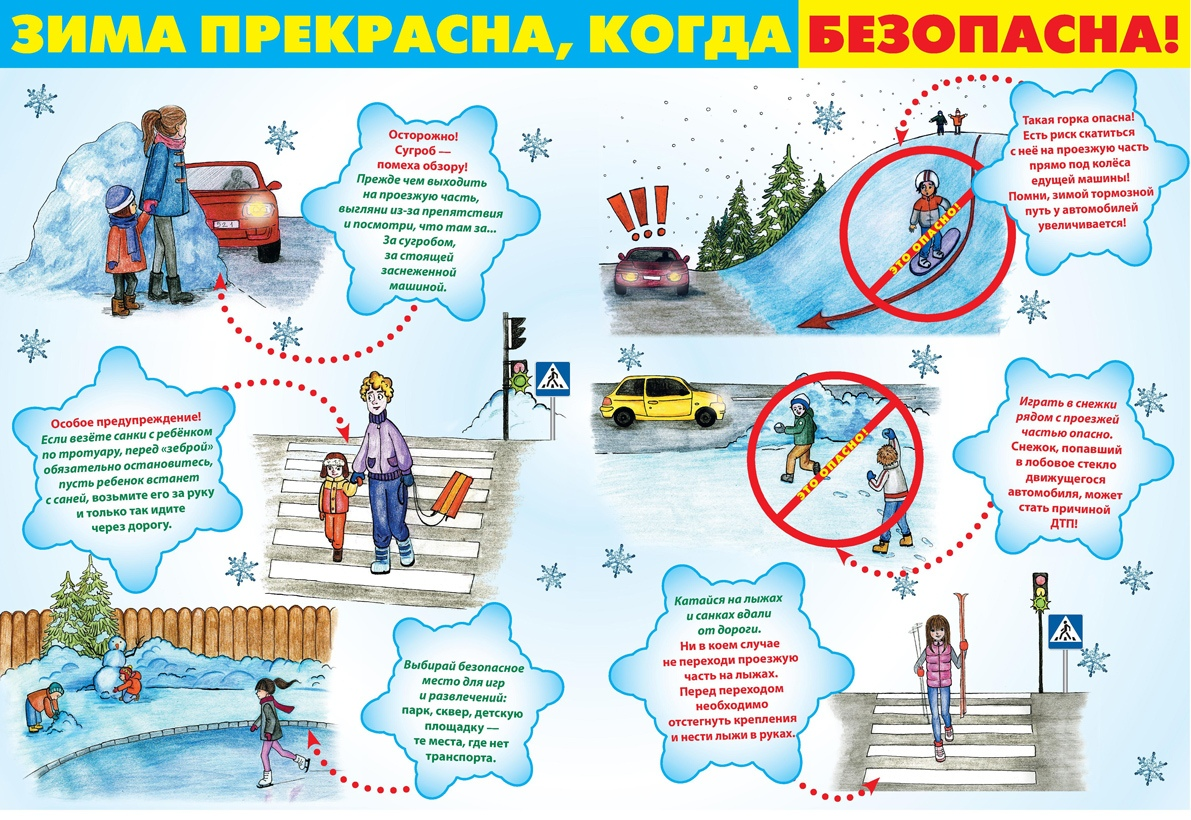 ЗИМА ПРЕКРАСНА, КОГДА БЕЗОПАСНА!
Осторожно!
Сугроб —
помеха обзору!
Прежде чем выходить
на проезжую часть,
выгляни из-за препятствия
и посмотри, что там за...
За сугробом,
за стоящей
заснеженной
машиной.
521
Такая горка опасна!
Есть риск скатиться
с неё на проезжую часть
прямо под колёса
едущей машины!
Помни, зимой тормозной
путь у автомобилей
увеличивается!
!!!
ЭТО ОПАСНО!
Особое предупреждение!
Если везёте санки с ребёнком
по тротуару, перед «зеброй»
обязательно остановитесь,
пусть ребенок встанет
с саней, возьмите его за руку
и только так идите
через дорогу.
Играть в снежки
рядом с проезжей
частью опасно.
Снежок, попавший
в лобовое стекло
движущегося
автомобиля, может
стать причиной
ДТП!
ЭТО ОПАСНО!
Выбирай безопасное
место для игр
и развлечений:
парк, сквер, детскую
площадку —
те места, где нет
транспорта.
Катайся на лыжах
и санках вдали
от дороги.
Ни в коем случае
не переходи проезжую
часть на лыжах.
Перед переходом
необходимо
отстегнуть крепления
и нести лыжи в руках.